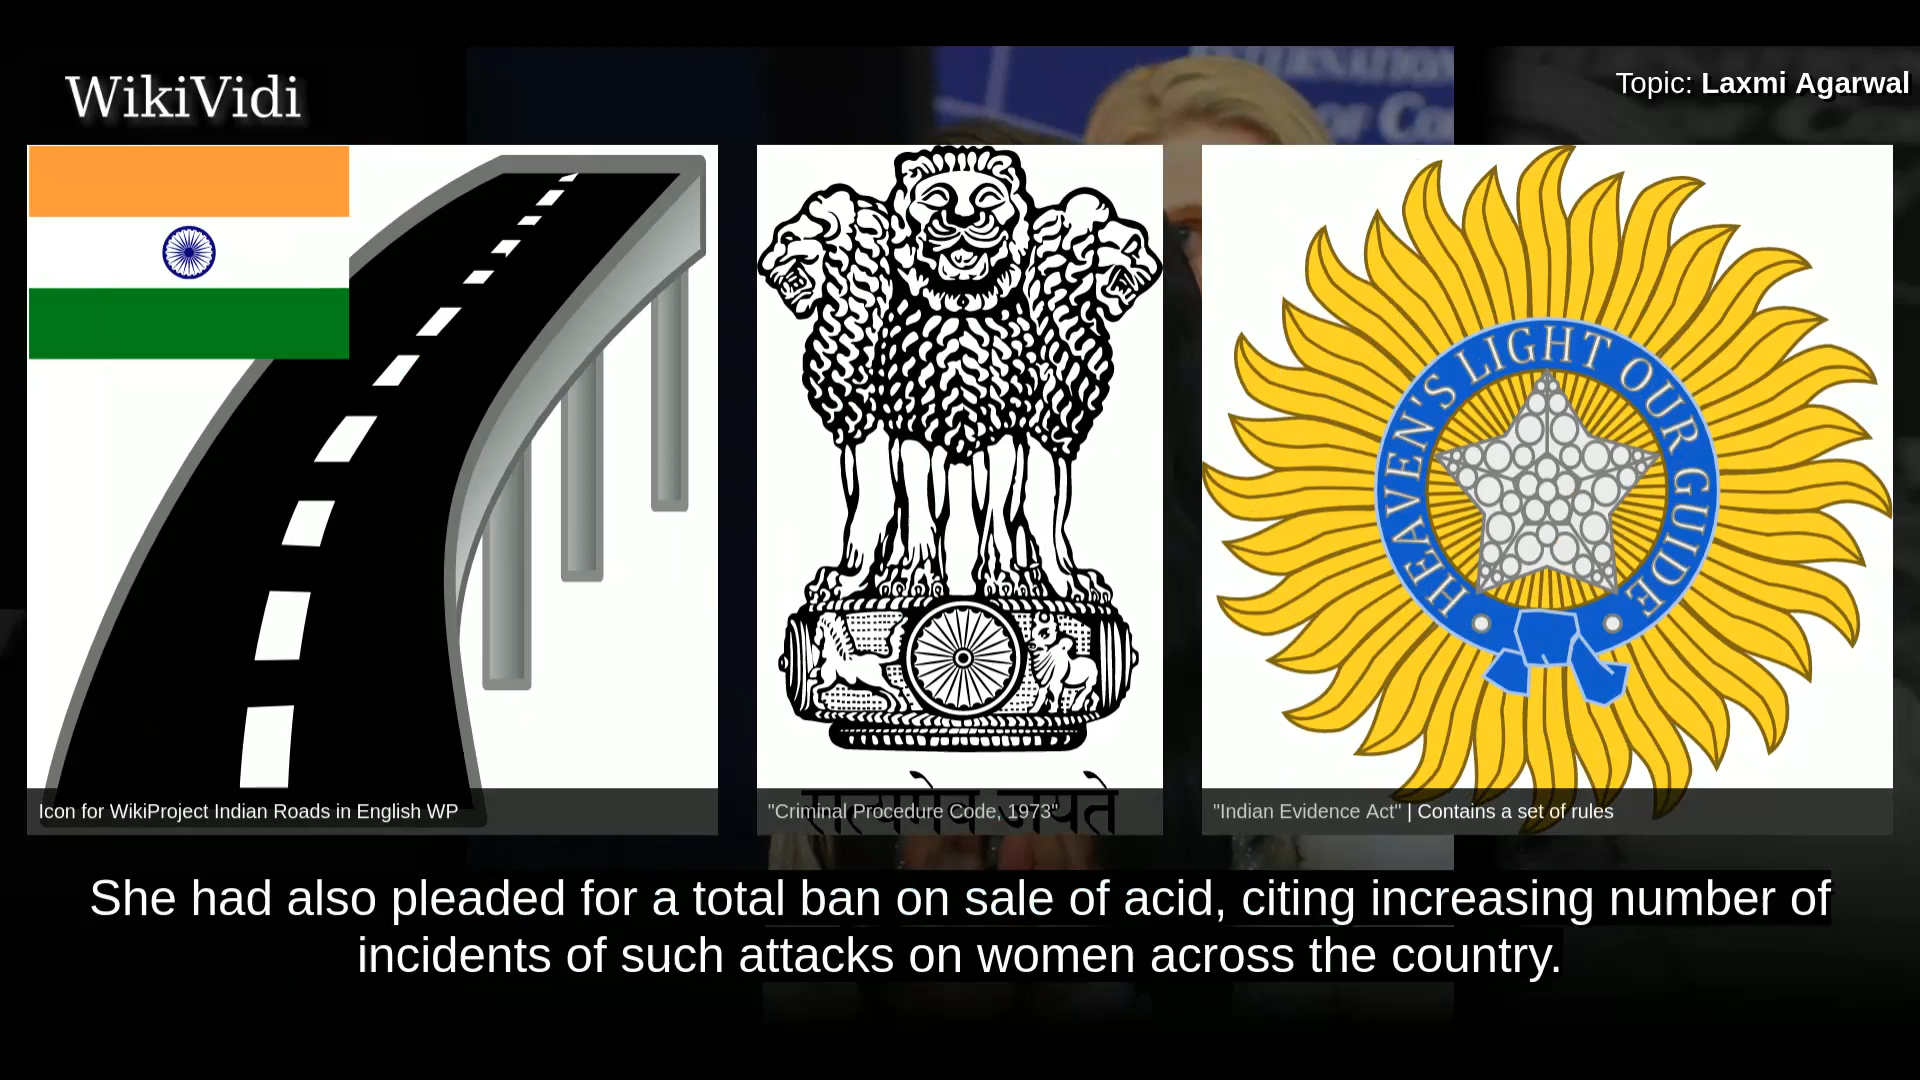 WikiVidi
Topic: Laxmi Agarwal
HEAVEN'S LIGHT OUR GUIDE
Icon for WikiProject Indian Roads in English WP
"Criminal Procedure Code, 1973"
सत्यमेव जयते
"Indian Evidence Act" | Contains a set of rules
She had also pleaded for a total ban on sale of acid, citing increasing number of
incidents of such attacks on women across the country.